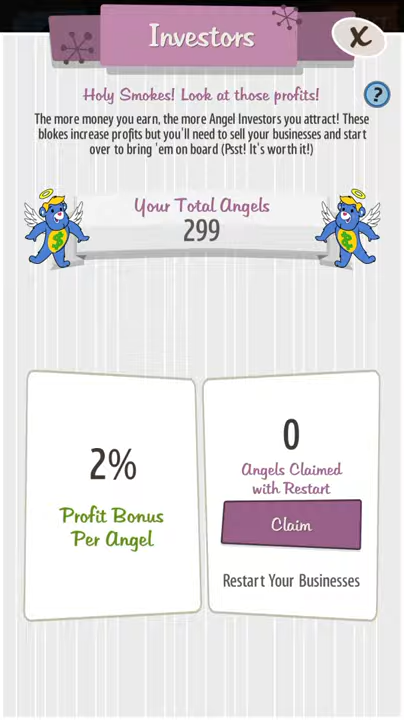 Investors
X
Holy Smokes! Look at those profits!
?
The more money you earn, the more Angel Investors you attract! These
blokes increase profits but you'll need to sell your businesses and start
over to bring 'em on board (Psst! It's worth it!)
Your Total Angels
299
$
$
2%
Profit Bonus
Per Angel
0
Angels Claimed
with Restart
Claim
Restart Your Businesses